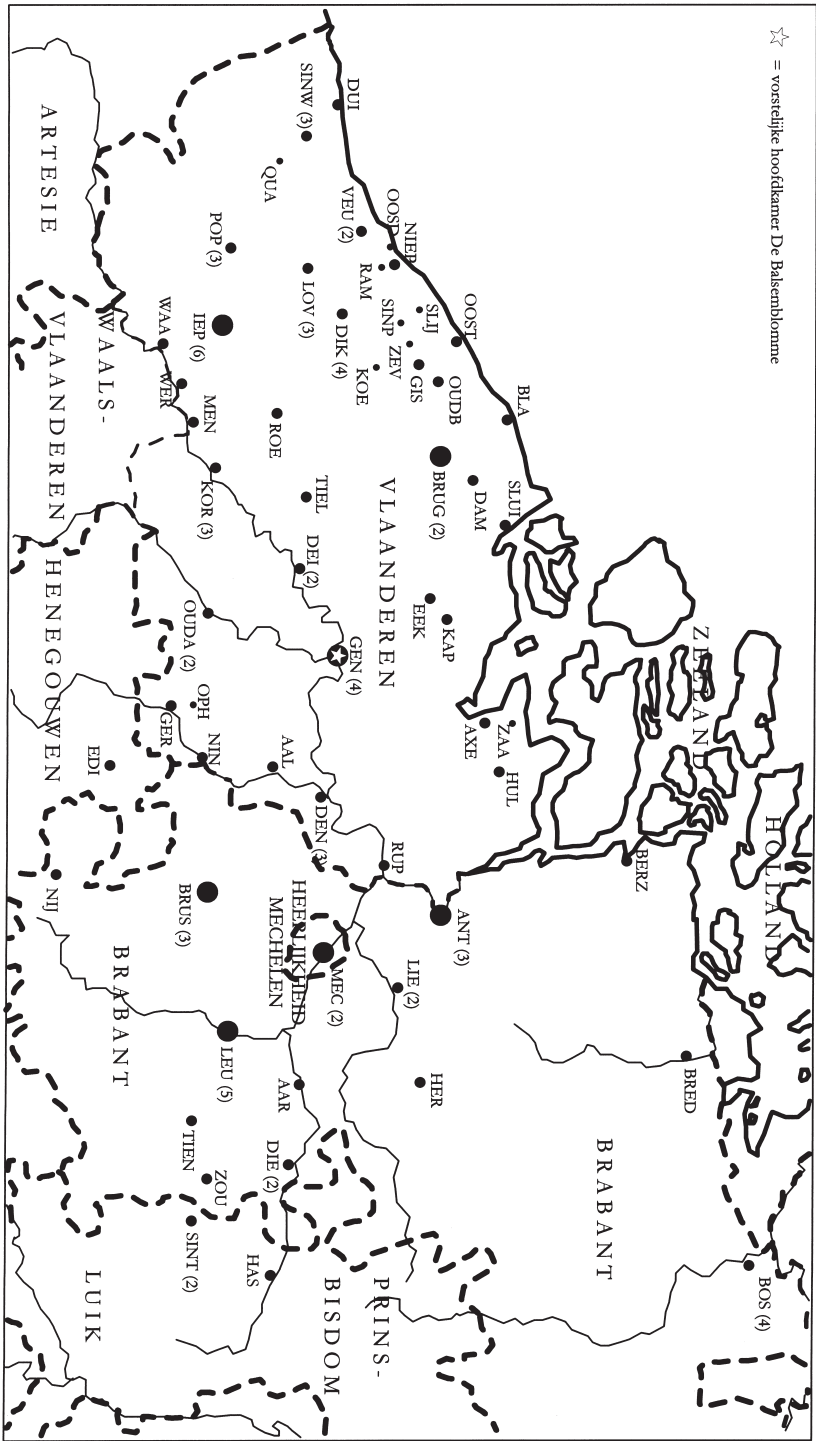 ☆ = vorstelijke hoofdkamer De Balsemblomme
HOLLAND
ZEELAND
BERZ
BRED
BOS (4)
BRABANT
BLA
SLUI
DAM
BRUG (2)
OOST
OUDB
GIS
SLIJ
SINP
ZEV
KOE
NIEP
OOSD
RAM
VEU (2)
DUI
SINW (3)
QUA
LOV (3)
DIK (4)
POP (3)
IEP (6)
ROE
TIEL
DEI (2)
VLAANDEREN
EEK
KAP
AXE
ZAA
HUL
GEN (4)
ANT (3)
RUP
LIE (2)
HER
DEN (3)
AAL
MEC (2)
HEERLIJKHEID
MECHELEN
AAR
DIE (2)
PRINS-
BISDOM
LUIK
HAS
SINT (2)
ZOU
TIEN
LEU (5)
BRUS (3)
BRABANT
WAA
WER
MEN
KOR (3)
OUDA (2)
OPH
GER
NIN
EDI
NIJ
ARTESIE
WAALS-
VLAANDEREN
HENEGOUWEN